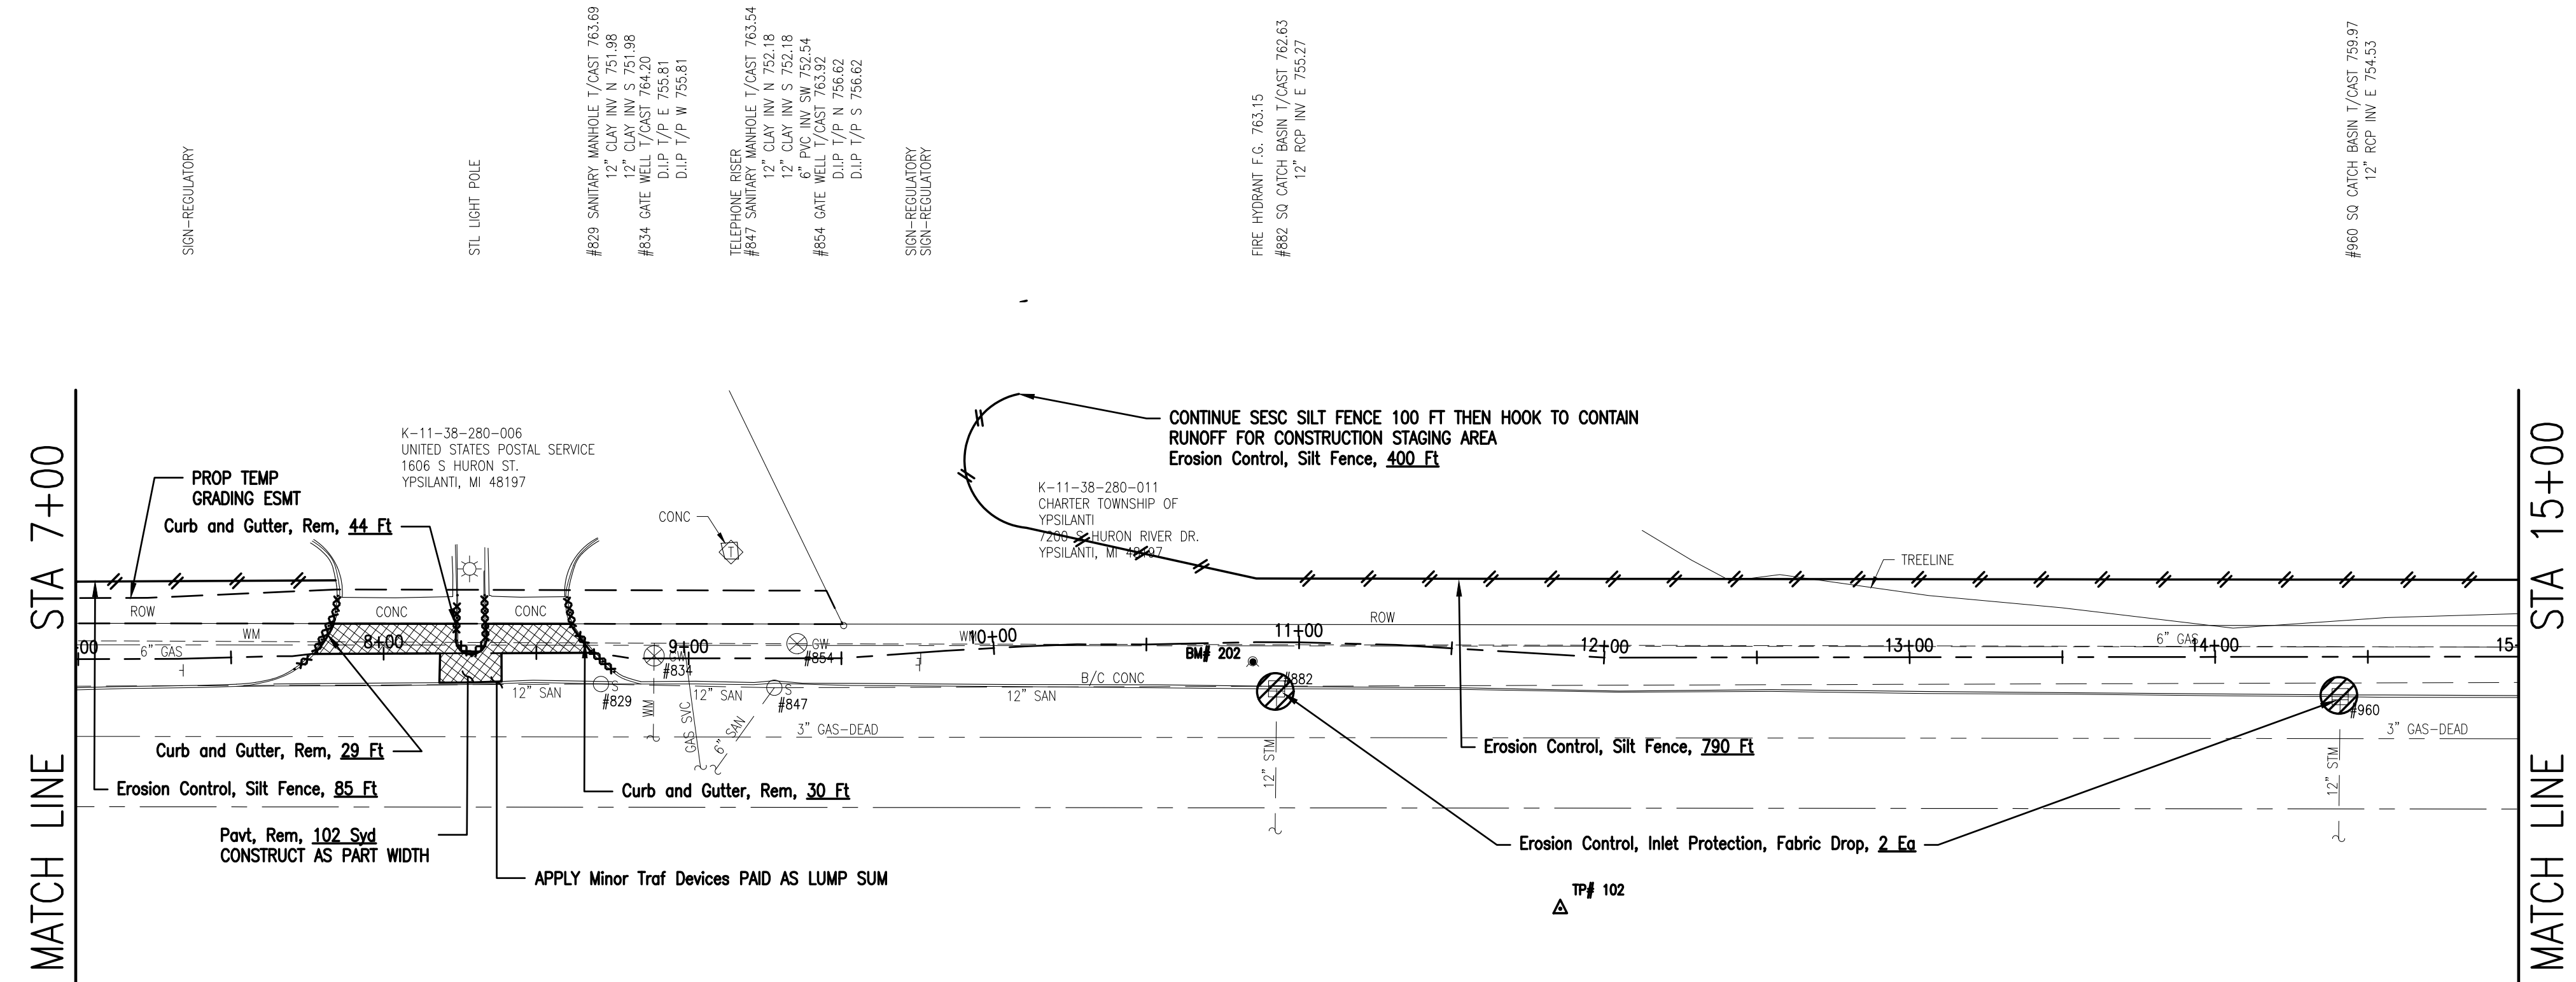 SIGN-REGULATORY
STL LIGHT POLE
#829 SANITARY MANHOLE T/CAST 763.69
12" CLAY INV N 751.98
12" CLAY INV S 751.98
#834 GATE WELL T/CAST 764.20
D.I.P T/P E 755.81
D.I.P T/P W 755.81
TELEPHONE RISER
#847 SANITARY MANHOLE T/CAST 763.54
12" CLAY INV N 752.18
12" CLAY INV S 752.18
6" PVC INV SW 752.54
#854 GATE WELL T/CAST 763.92
D.I.P T/P N 756.62
D.I.P T/P S 756.62
SIGN-REGULATORY
SIGN-REGULATORY
FIRE HYDRANT F.G. 763.15
#882 SQ CATCH BASIN T/CAST 762.63
12" RCP INV E 755.27
#960 SQ CATCH BASIN T/CAST 759.97
12" RCP INV E 754.53
MATCH LINE STA 7+00
K-11-38-280-006
UNITED STATES POSTAL SERVICE
1606 S HURON ST.
YPSILANTI, MI 48197
PROP TEMP
GRADING ESMT
Curb and Gutter, Rem, 44 Ft
CONC
T
CONTINUE SESC SILT FENCE 100 FT THEN HOOK TO CONTAIN
RUNOFF FOR CONSTRUCTION STAGING AREA
Erosion Control, Silt Fence, 400 Ft
K-11-38-280-011
CHARTER TOWNSHIP OF
YPSILANTI
7200 S HURON RIVER DR.
YPSILANTI, MI 48197
TREELINE
ROW
CONC
CONC
ROW
WM
6" GAS
00
8+00
9+00
GW
#834
GW
#854
WM
10+00
11+00
BM# 202
12+00
13+00
6" GAS
14+00
15
12" SAN
S
#829
12" SAN
S
#847
12" SAN
B/C CONC
#882
#960
WM
GAS SVC
6" SAN
3" GAS-DEAD
12" STM
3" GAS-DEAD
12" STM
Curb and Gutter, Rem, 29 Ft
Erosion Control, Silt Fence, 85 Ft
Curb and Gutter, Rem, 30 Ft
Erosion Control, Silt Fence, 790 Ft
Pavt, Rem, 102 Syd
CONSTRUCT AS PART WIDTH
APPLY Minor Traf Devices PAID AS LUMP SUM
Erosion Control, Inlet Protection, Fabric Drop, 2 Ea
TP# 102
MATCH LINE STA 15+00